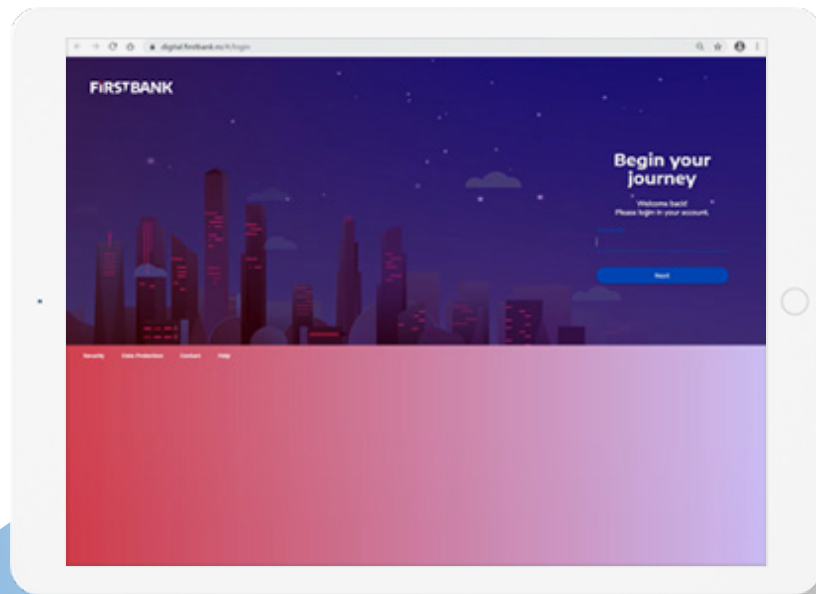 digital.firstbank.ro/#/login
FIRSTBANK
Begin your
journey
Welcome back!
Please login in your account.
Next
Security Data Protection Contact Help